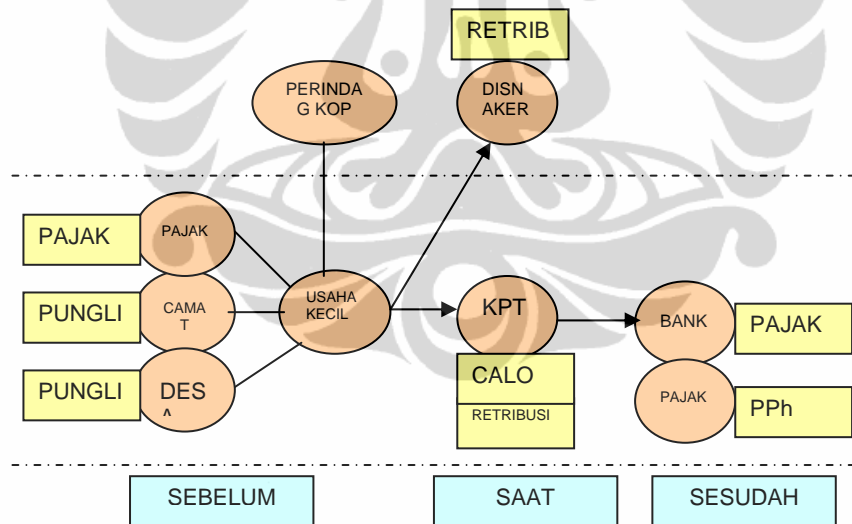 RETRIB
PERINDA
G KOP
DISN
AKER
PAJAK
PAJAK
PUNGLI
CAMA
T
USAHA
KECIL
KPT
BANK
PAJAK
PUNGLI
DES
A
CALO
RETRIBUSI
PAJAK
PPh
SEBELUM
SAAT
SESUDAH